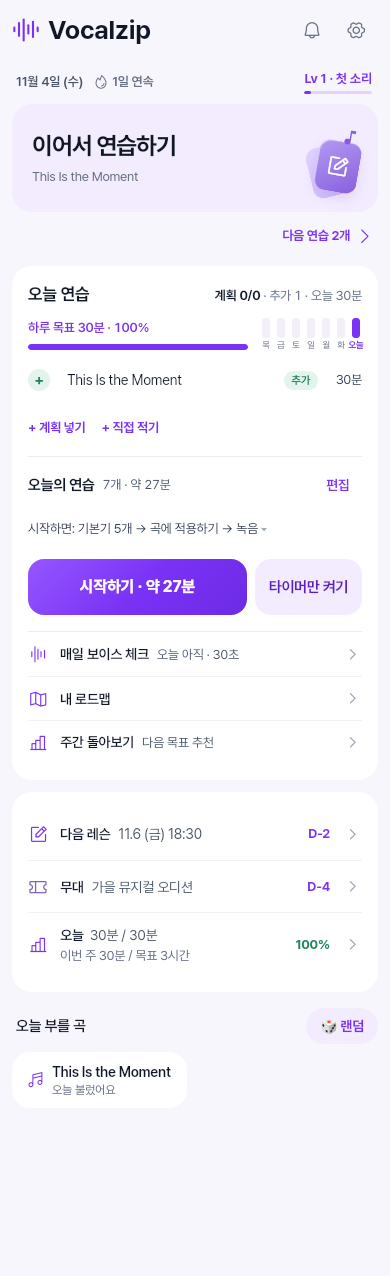 Vocalzip
11월 4일 (수) 1일 연속 Lv 1 · 첫 소리
이어서 연습하기
This Is the Moment
다음 연습 2개
오늘 연습 계획 0/0 · 추가 1 · 오늘 30분
하루 목표 30분 · 100%
목 금 토 일 월 화 오늘
+ This Is the Moment 추가 30분
+ 계획 넣기 + 직접 적기
오늘의 연습 7개 · 약 27분 편집
시작하면: 기본기 5개 → 곡에 적용하기 → 녹음
시작하기 · 약 27분 타이머만 켜기
매일 보이스 체크 오늘 아직 · 30초
내 로드맵
주간 돌아보기 다음 목표 추천
다음 레슨 11.6 (금) 18:30 D-2
무대 가을 뮤지컬 오디션 D-4
오늘 30분 / 30분 100%
이번 주 30분 / 목표 3시간
오늘 부를 곡 🎲 랜덤
This Is the Moment
오늘 불렀어요